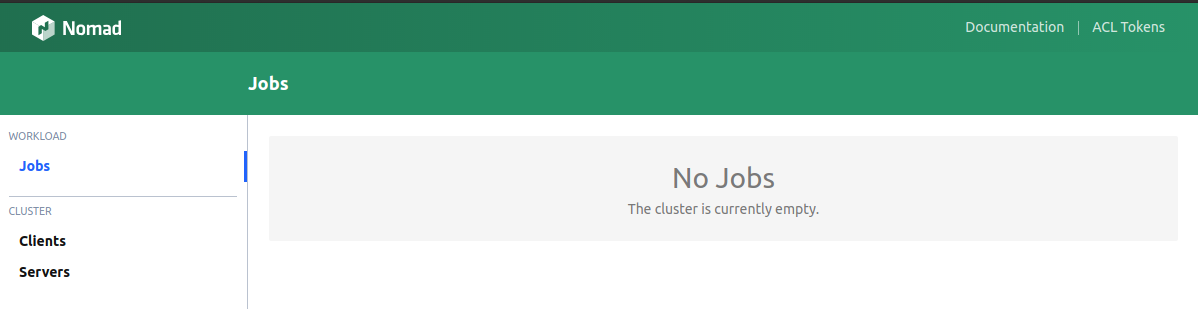 Nomad
Documentation | ACL Tokens
Jobs
WORKLOAD
Jobs
CLUSTER
Clients
Servers
No Jobs
The cluster is currently empty.